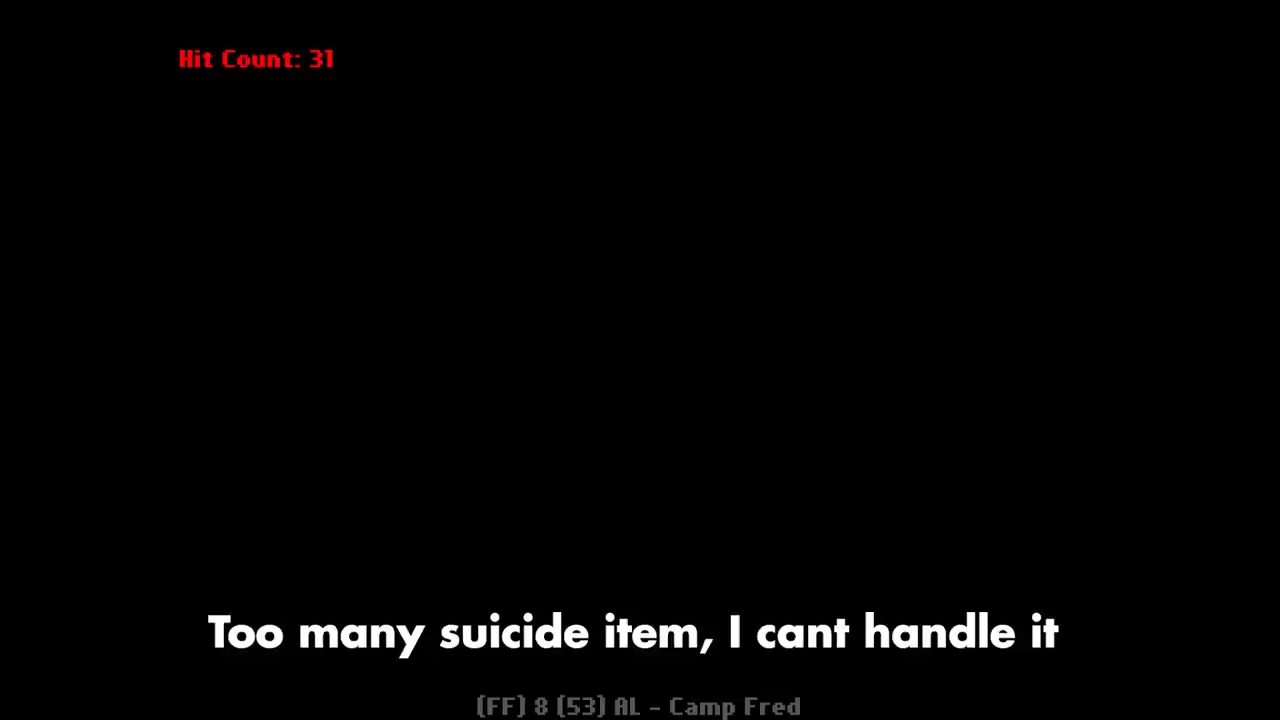 Hit Count: 31
Too many suicide item, I cant handle it
(FF) 8 (53) AL - Camp Fred